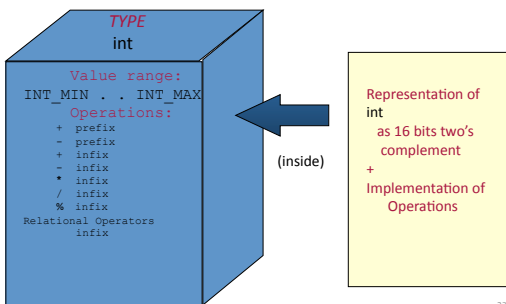 TYPE
int
Value range:
INT_MIN . . INT_MAX
Operations:
+ prefix
- prefix
+ infix
- infix
* infix
/ infix
% infix
Relational Operators
infix
(inside)
Representation of
int
as 16 bits two's
complement
+
Implementation of
Operations